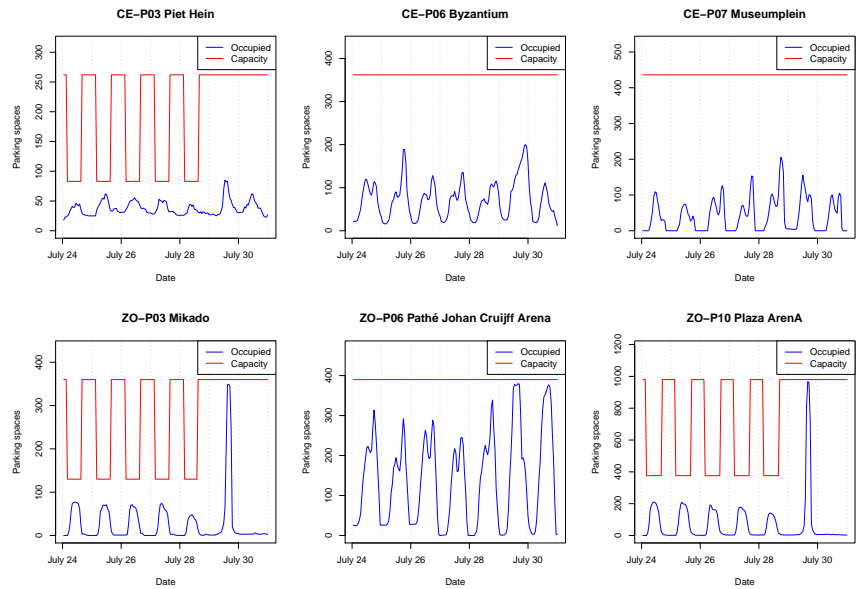 CE-P03 Piet Hein
Parking spaces
0
50
100
150
200
250
300
July 24
July 26
July 28
July 30
Date
Occupied
Capacity
CE-P06 Byzantium
Parking spaces
0
100
200
300
400
July 24
July 26
July 28
July 30
Date
Occupied
Capacity
CE-P07 Museumplein
Parking spaces
0
100
200
300
400
500
July 24
July 26
July 28
July 30
Date
Occupied
Capacity
ZO-P03 Mikado
Parking spaces
0
100
200
300
400
July 24
July 26
July 28
July 30
Date
Occupied
Capacity
ZO-P06 Pathé Johan Cruijff Arena
Parking spaces
0
100
200
300
400
July 24
July 26
July 28
July 30
Date
Occupied
Capacity
ZO-P10 Plaza ArenA
Parking spaces
0
200
400
600
800
1000
1200
July 24
July 26
July 28
July 30
Date
Occupied
Capacity